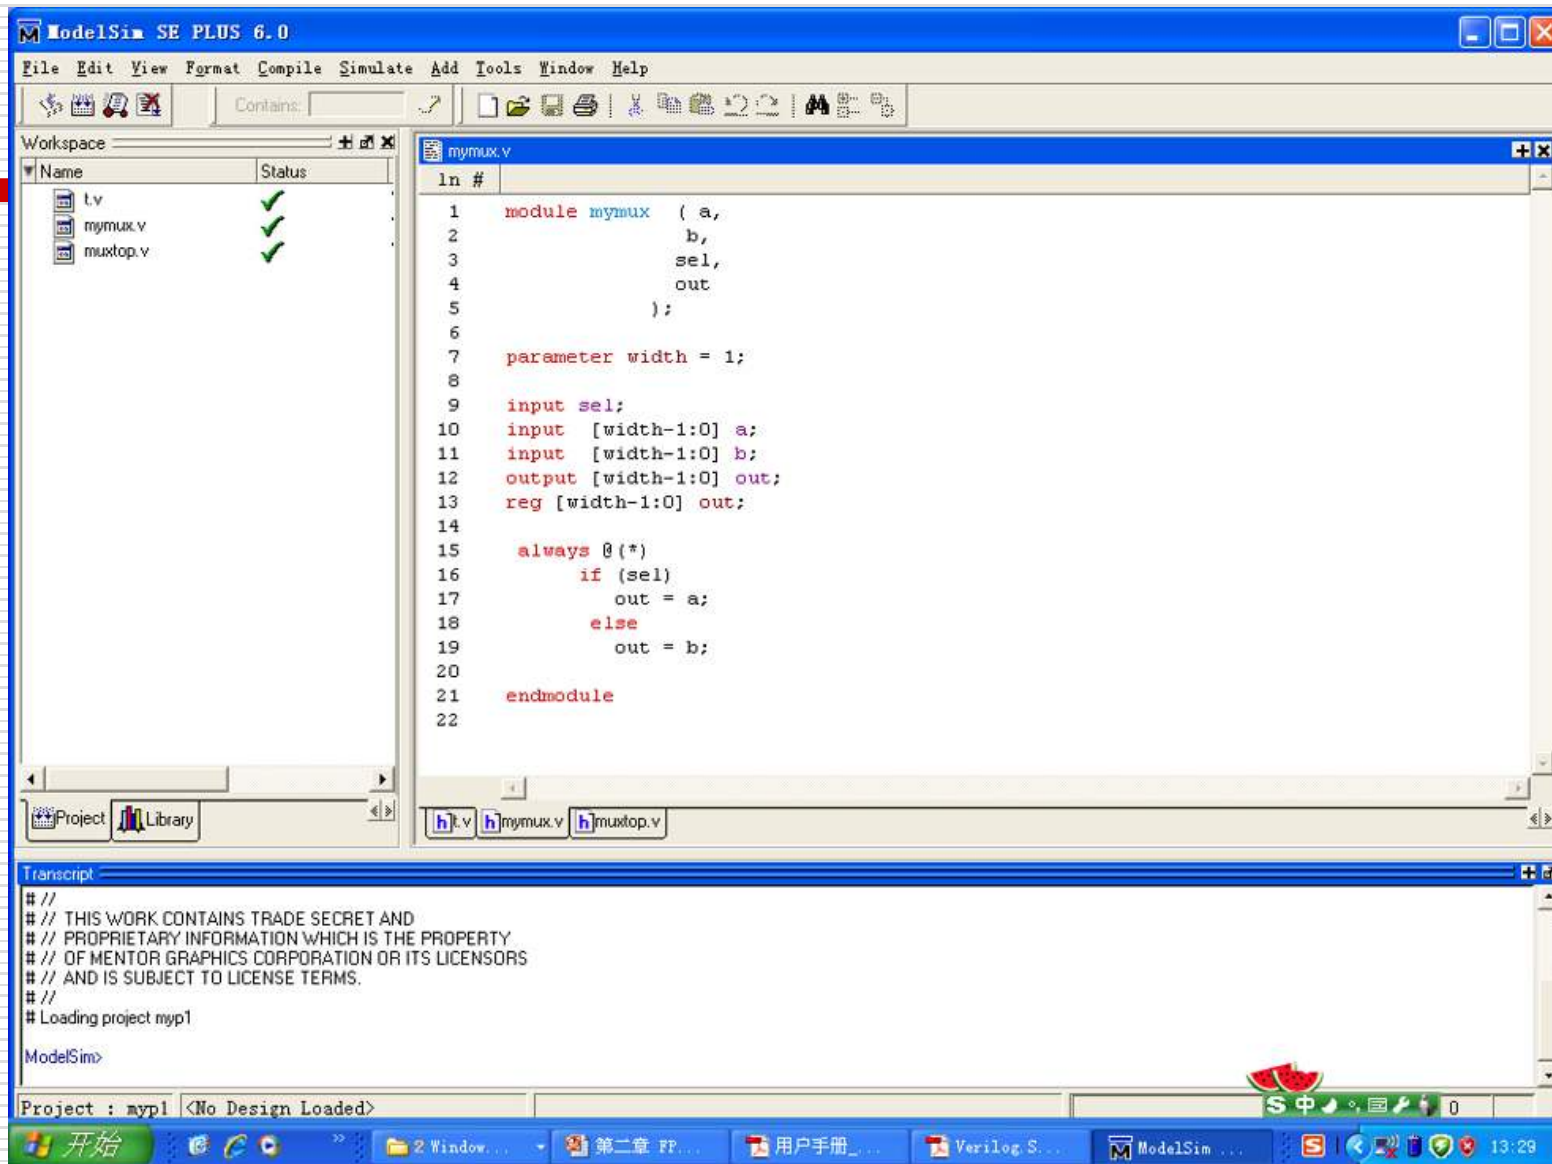 ModelSim SE PLUS 6.0
File Edit View Format Compile Simulate Add Tools Window Help
Contains:
Workspace
Name Status
t.v
mymux.v
muxtop.v
Project Library
mymux.v
ln #
1 module mymux ( a,
2 b,
3 sel,
4 out
5 );
6
7 parameter width = 1;
8
9 input sel;
10 input [width-1:0] a;
11 input [width-1:0] b;
12 output [width-1:0] out;
13 reg [width-1:0] out;
14
15 always @(*)
16 if (sel)
17 out = a;
18 else
19 out = b;
20
21 endmodule
22
t.v mymux.v muxtop.v
Transcript
# //
# // THIS WORK CONTAINS TRADE SECRET AND
# // PROPRIETARY INFORMATION WHICH IS THE PROPERTY
# // OF MENTOR GRAPHICS CORPORATION OR ITS LICENSORS
# // AND IS SUBJECT TO LICENSE TERMS.
# //
# Loading project myp1
ModelSim>
Project : myp1 <No Design Loaded>
S 中 0
开始 2 Window... 第二章 FP... 用户手册_... Verilog.S... ModelSim ... 13:29